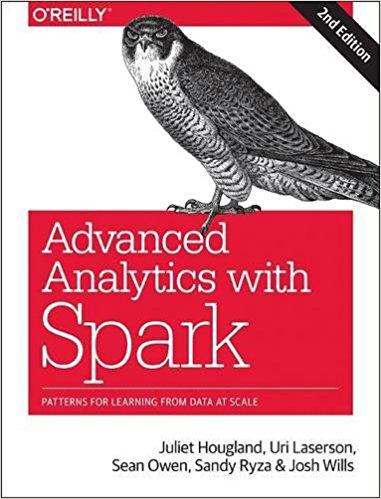 O'REILLY®
2nd Edition
Advanced
Analytics with
Spark
PATTERNS FOR LEARNING FROM DATA AT SCALE
Juliet Hougland, Uri Laserson,
Sean Owen, Sandy Ryza & Josh Wills